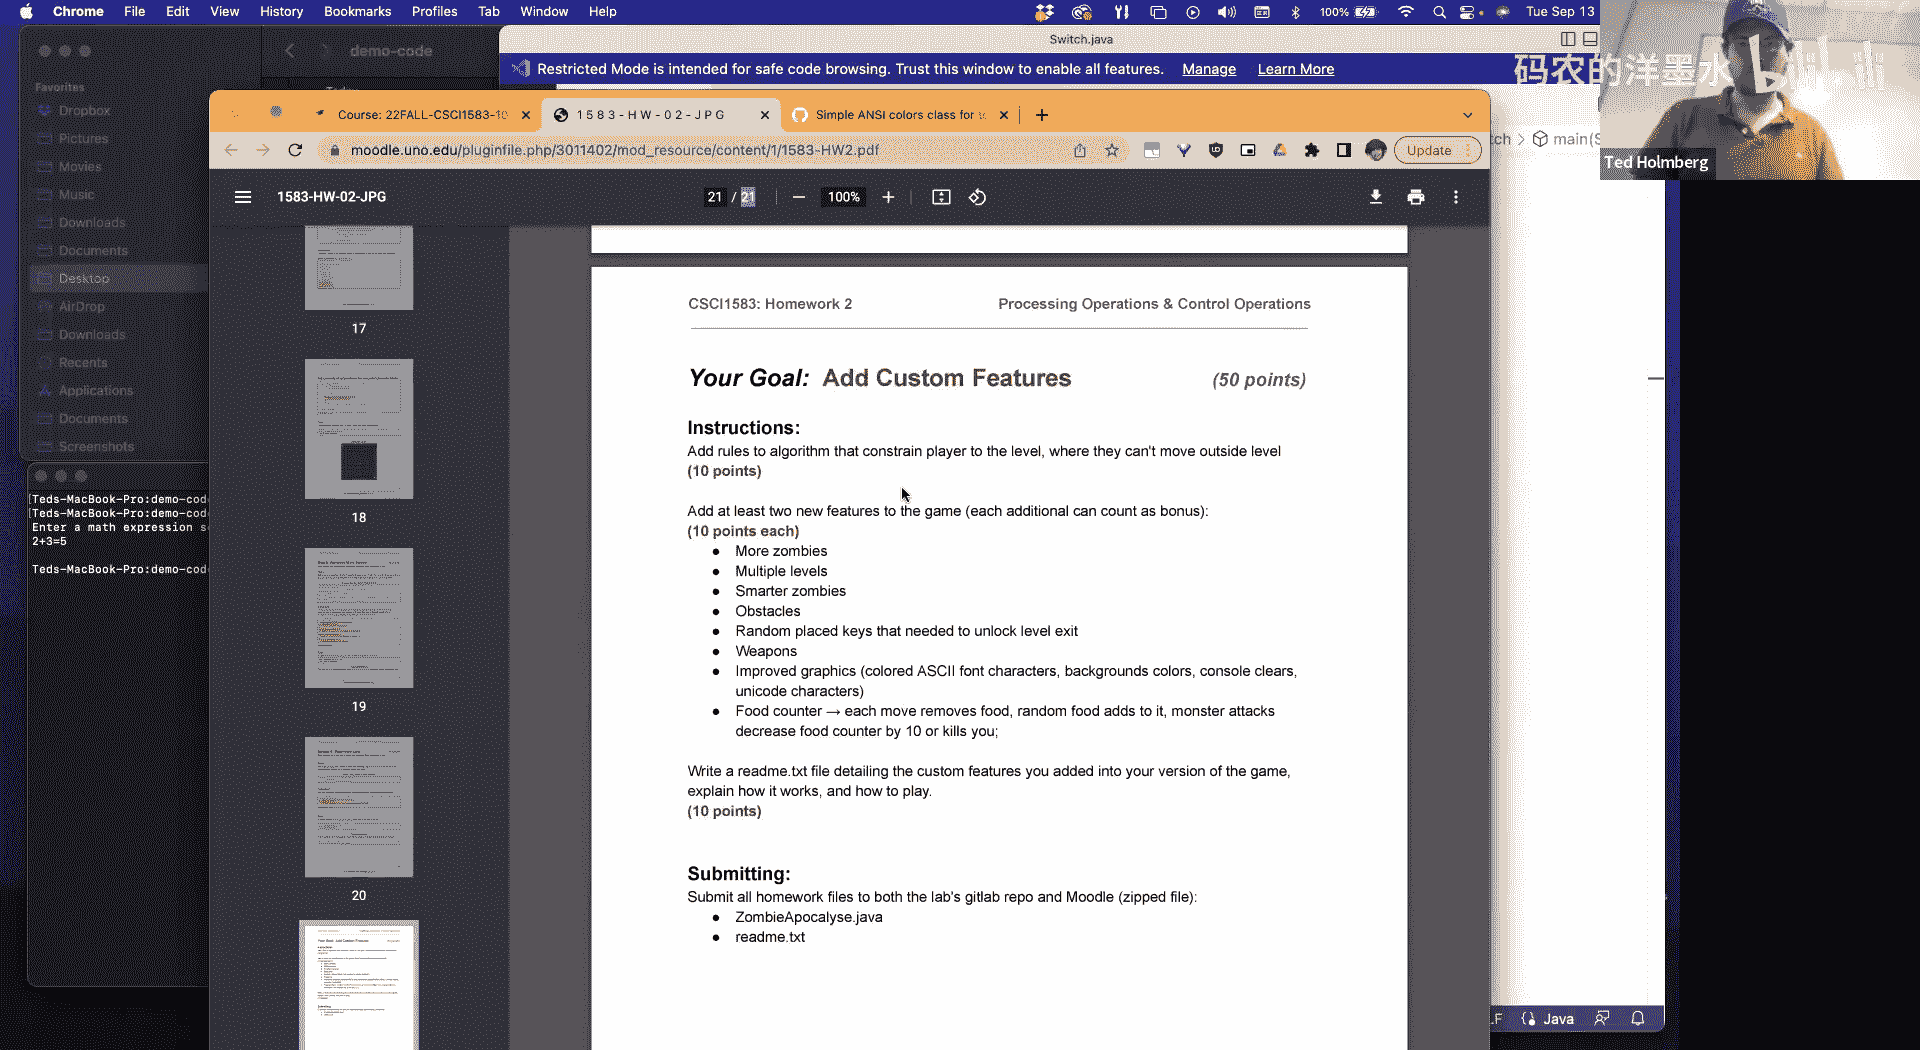 Chrome File Edit View History Bookmarks Profiles Tab Window Help 100% Tue Sep 13
demo-code
Switch.java
Restricted Mode is intended for safe code browsing. Trust this window to enable all features. Manage Learn More
码农的洋墨水 bilibili
Favorites
Dropbox
Pictures
Movies
Music
Downloads
Documents
Desktop
AirDrop
Downloads
Recents
Applications
Documents
Screenshots
Course: 22FALL-CSCI1583-10
1 5 8 3 - H W - 0 2 - J P G
Simple ANSI colors class for
moodle.uno.edu/pluginfile.php/3011402/mod_resource/content/1/1583-HW2.pdf
Update
main(S
Ted Holmberg
1583-HW-02-JPG
21 / 21
100%
17
18
19
20
Teds-MacBook-Pro:demo-cod
Teds-MacBook-Pro:demo-cod
Enter a math expression s
2+3=5
Teds-MacBook-Pro:demo-cod
CSCI1583: Homework 2 Processing Operations & Control Operations
Your Goal: Add Custom Features (50 points)
Instructions:
Add rules to algorithm that constrain player to the level, where they can't move outside level
(10 points)
Add at least two new features to the game (each additional can count as bonus):
(10 points each)
● More zombies
● Multiple levels
● Smarter zombies
● Obstacles
● Random placed keys that needed to unlock level exit
● Weapons
● Improved graphics (colored ASCII font characters, backgrounds colors, console clears,
unicode characters)
● Food counter → each move removes food, random food adds to it, monster attacks
decrease food counter by 10 or kills you;
Write a readme.txt file detailing the custom features you added into your version of the game,
explain how it works, and how to play.
(10 points)
Submitting:
Submit all homework files to both the lab's gitlab repo and Moodle (zipped file):
● ZombieApocalyse.java
● readme.txt
Java